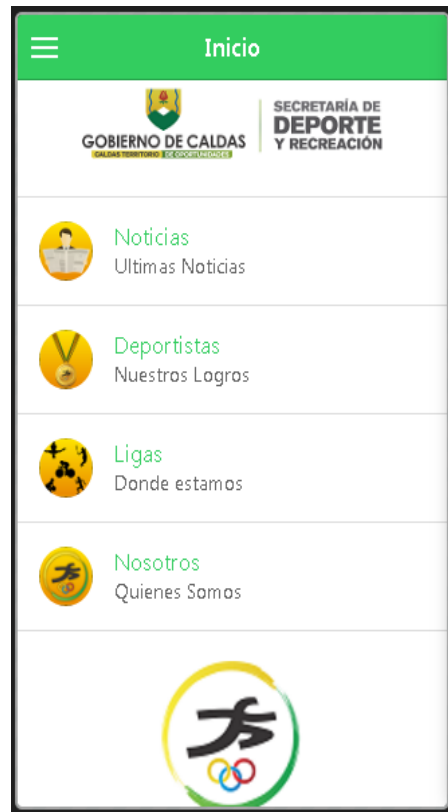 Inicio
GOBIERNO DE CALDAS
CALDAS TERRITORIO DE OPORTUNIDADES
SECRETARÍA DE
DEPORTE
Y RECREACIÓN
Noticias
Ultimas Noticias
Deportistas
Nuestros Logros
Ligas
Donde estamos
Nosotros
Quienes Somos